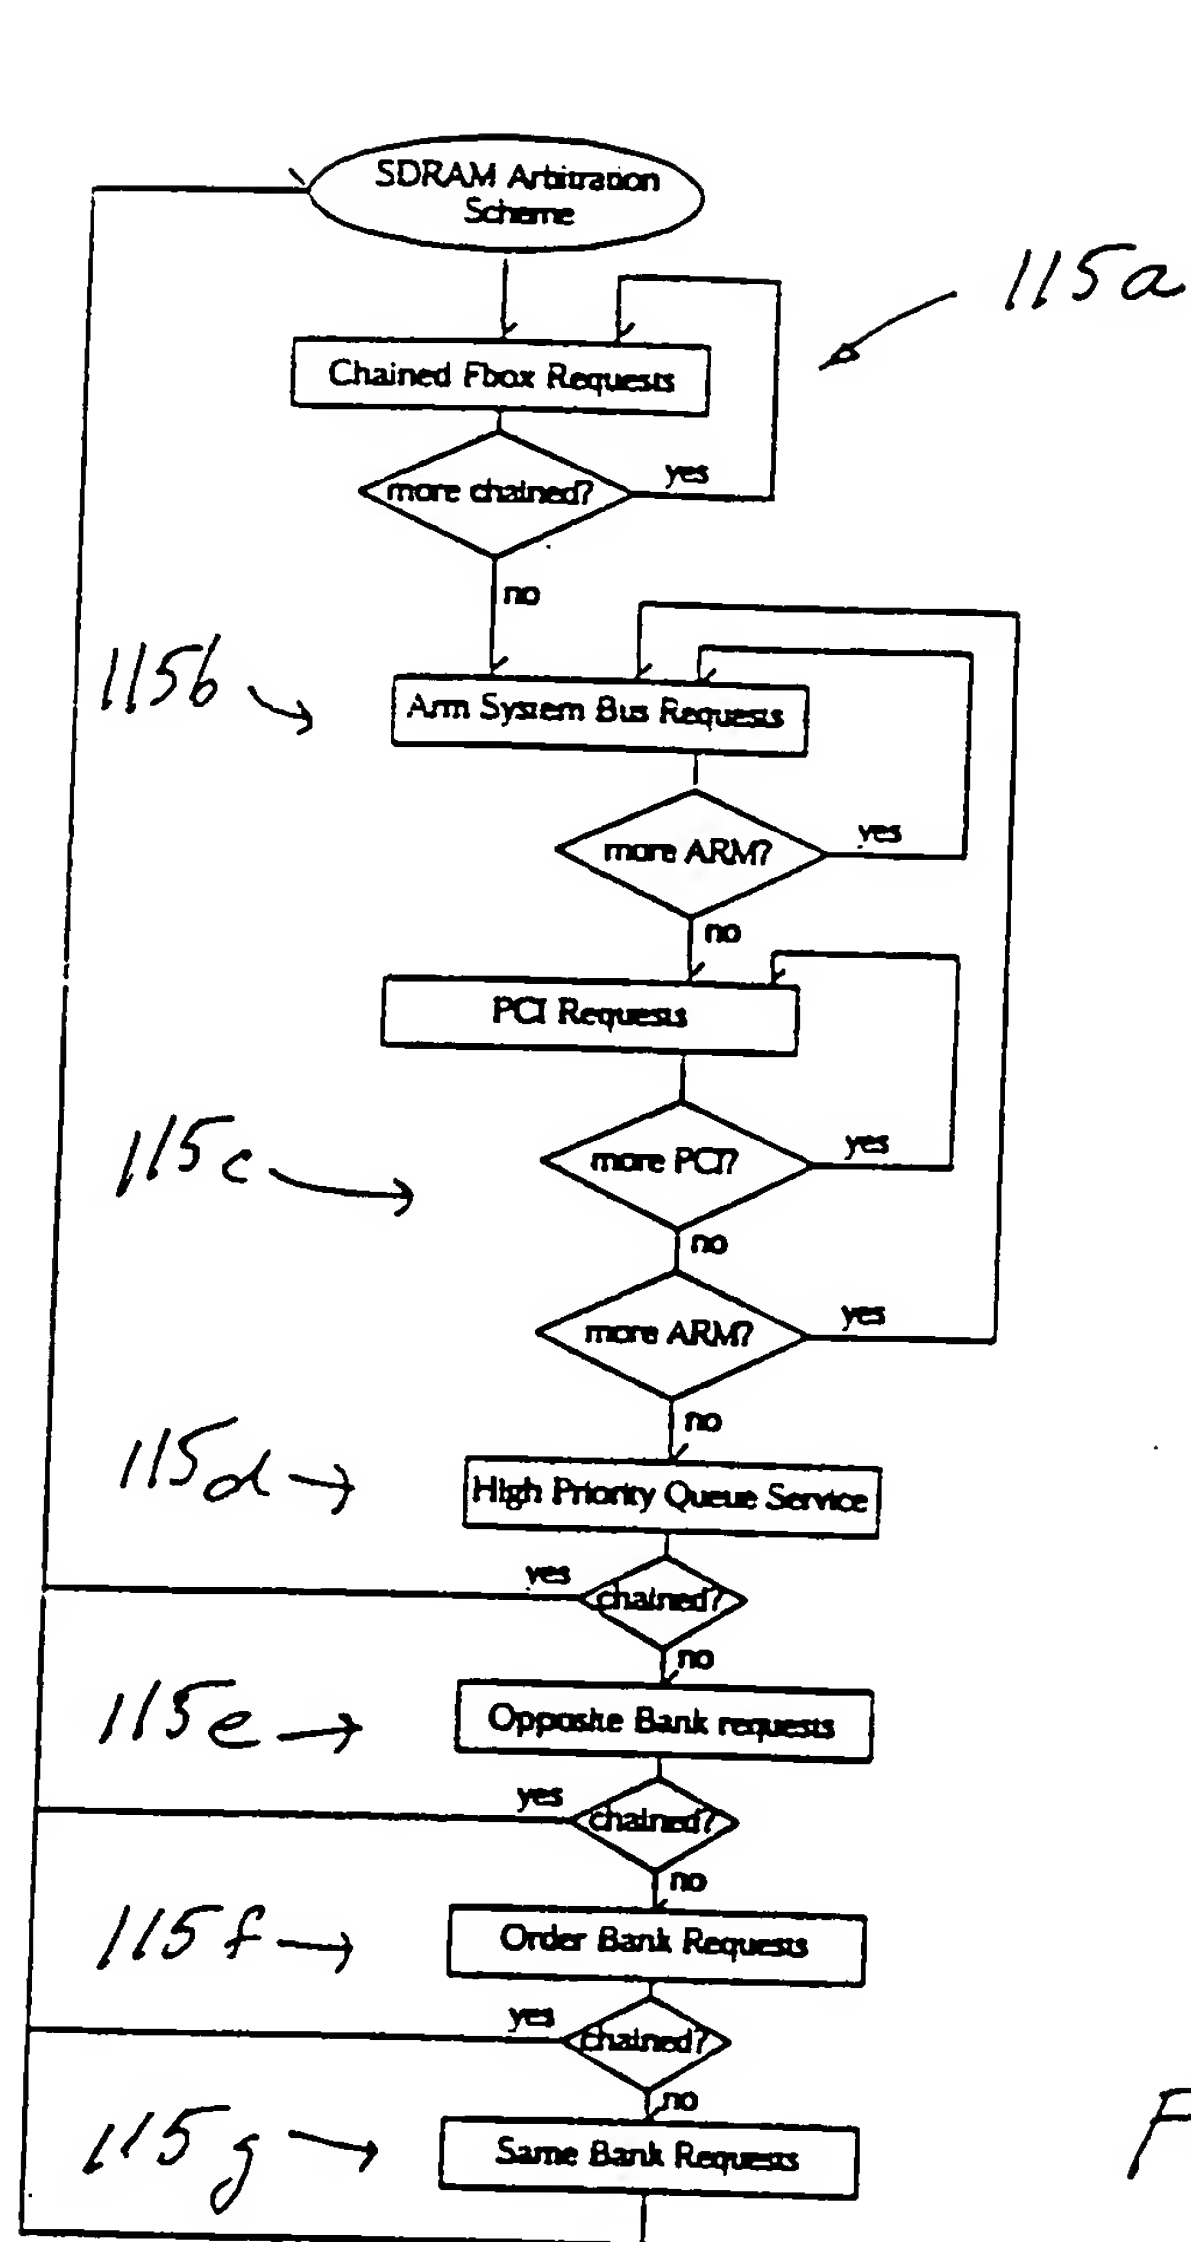 SDRAM Arbitration
Scheme
115a
Chained Fbox Requests
more chained?
yes
no
115b
Arm System Bus Requests
more ARM?
yes
no
PCI Requests
115c
more PCI?
yes
no
more ARM?
yes
no
115d
High Priority Queue Service
yes
chained?
no
115e
Opposite Bank requests
yes
chained?
no
115f
Order Bank Requests
yes
chained?
no
115g
Same Bank Requests
F